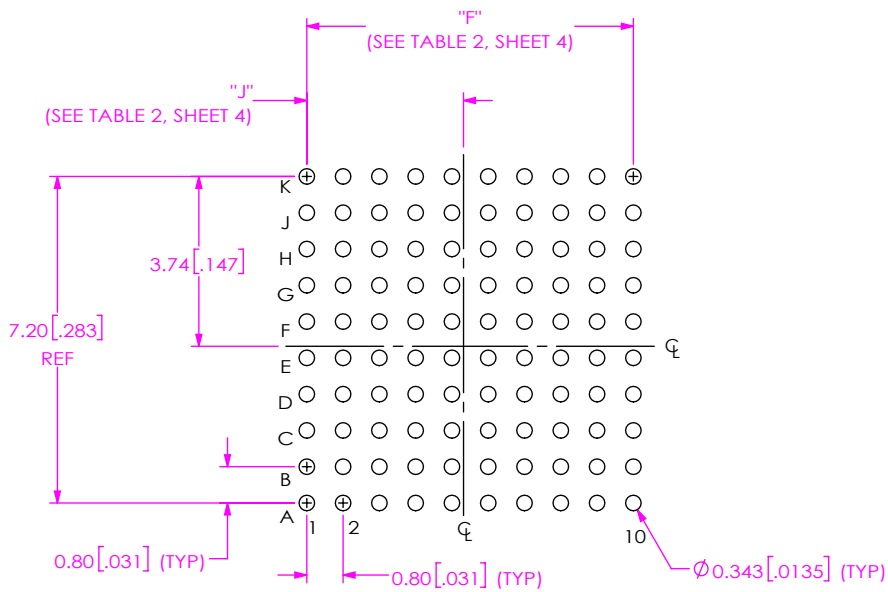 "F"
(SEE TABLE 2, SHEET 4)
"J"
(SEE TABLE 2, SHEET 4)
K
J
H
3.74[.147]
G
F
7.20[.283]
REF
E
℄
D
C
B
A
1
2
℄
10
0.80[.031] (TYP)
0.80[.031] (TYP)
Ø0.343[.0135] (TYP)